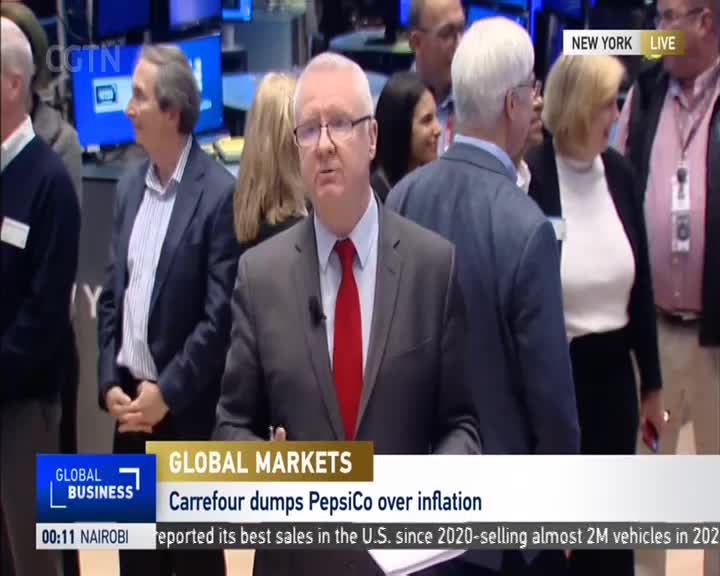 CGTN
NEW YORK LIVE
GLOBAL MARKETS
GLOBAL
BUSINESS
Carrefour dumps PepsiCo over inflation
00:11 NAIROBI
reported its best sales in the U.S. since 2020-selling almost 2M vehicles in 202